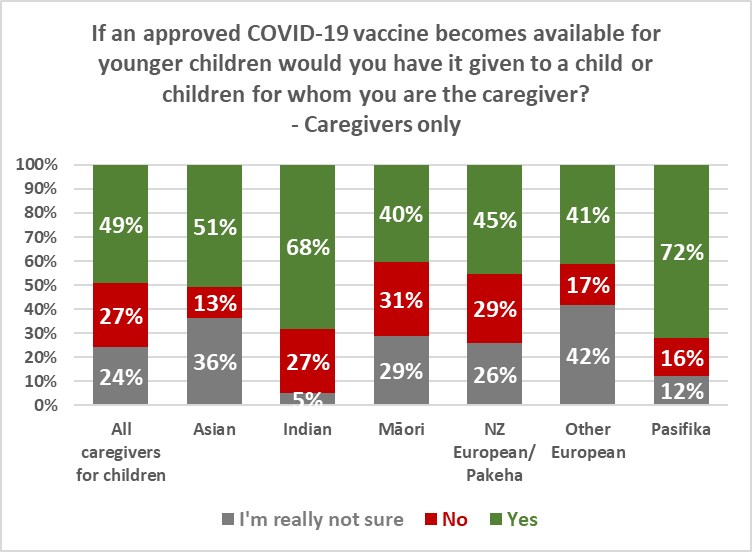 If an approved COVID-19 vaccine becomes available for
younger children would you have it given to a child or
children for whom you are the caregiver?
- Caregivers only
100%
90%
80%
70%
60%
50%
40%
30%
20%
10%
0%
49%
27%
24%
51%
13%
36%
68%
27%
5%
40%
31%
29%
45%
29%
26%
41%
17%
42%
72%
16%
12%
All
caregivers
for children
Asian
Indian
Māori
NZ
European/
Pakeha
Other
European
Pasifika
I'm really not sure
No
Yes